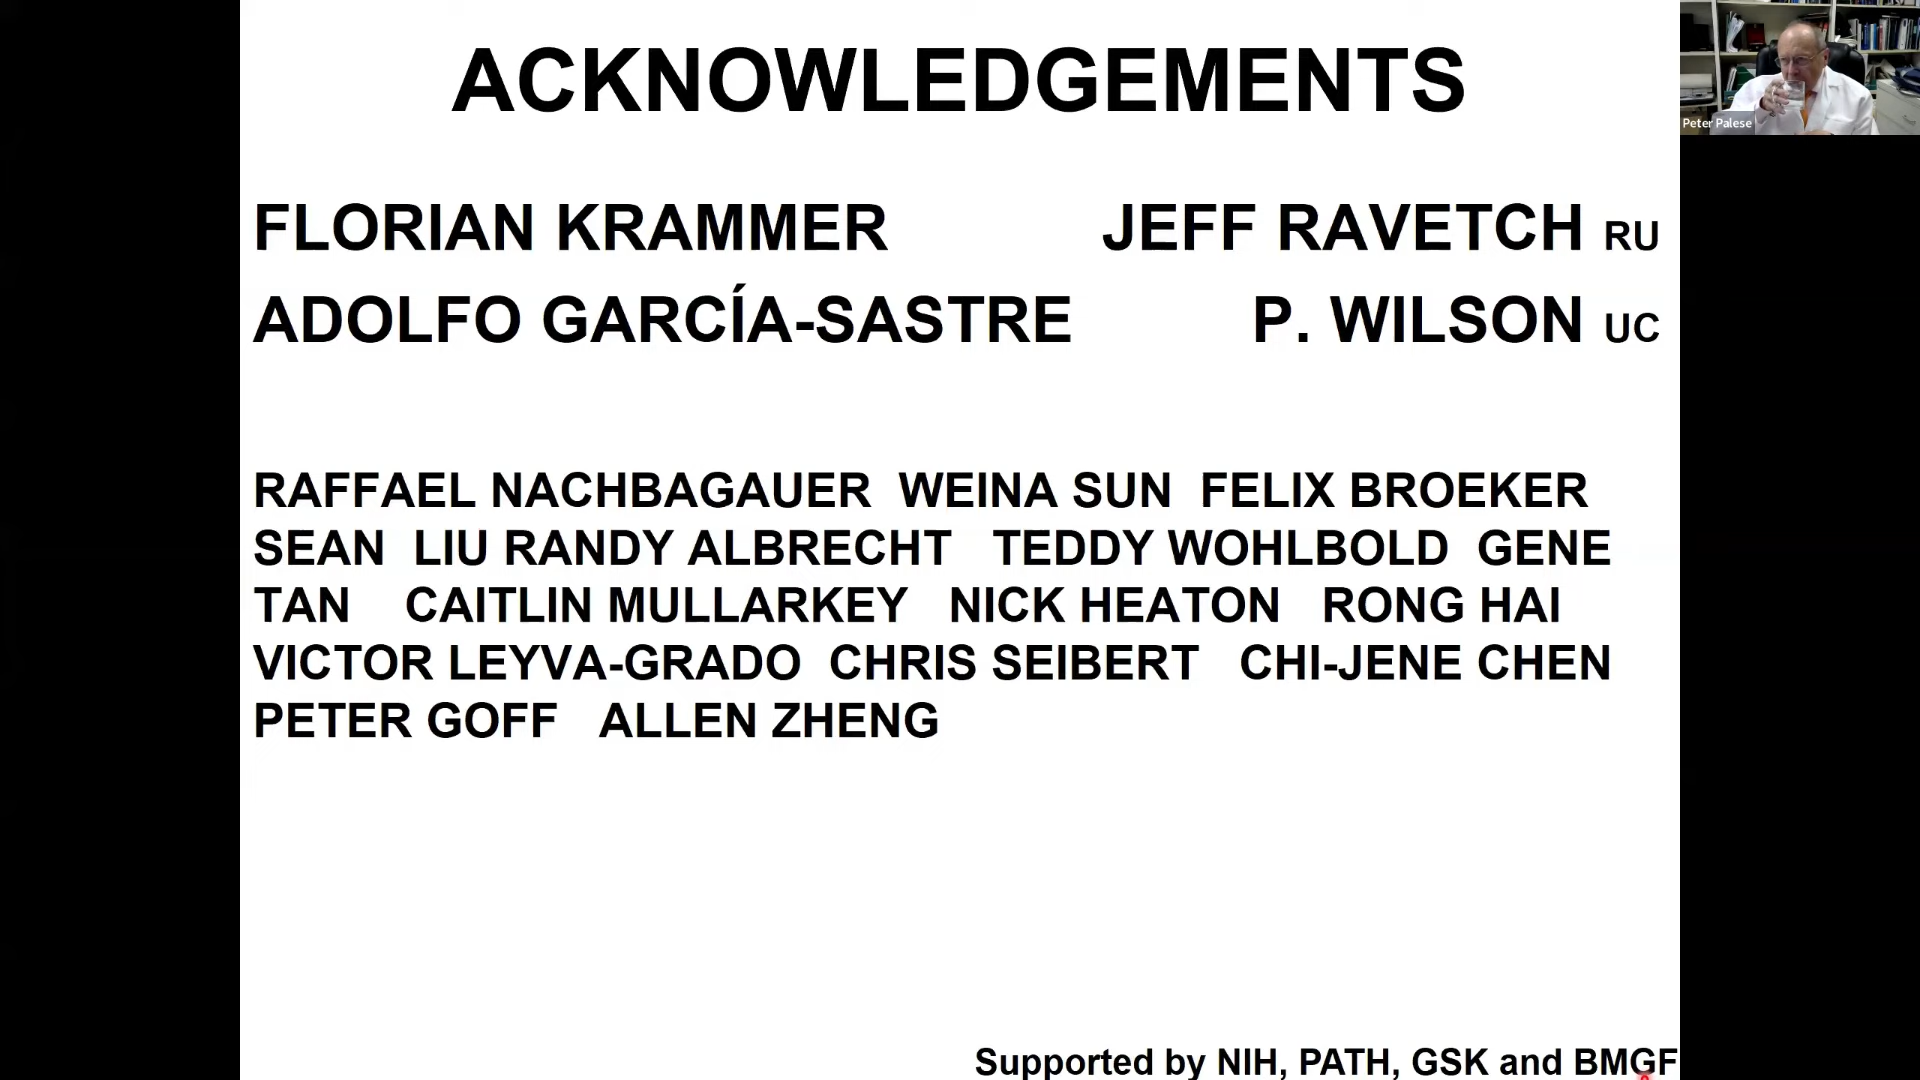 ACKNOWLEDGEMENTS
Peter Palese
FLORIAN KRAMMER JEFF RAVETCH RU
ADOLFO GARCÍA-SASTRE P. WILSON UC
RAFFAEL NACHBAGAUER WEINA SUN FELIX BROEKER
SEAN LIU RANDY ALBRECHT TEDDY WOHLBOLD GENE
TAN CAITLIN MULLARKEY NICK HEATON RONG HAI
VICTOR LEYVA-GRADO CHRIS SEIBERT CHI-JENE CHEN
PETER GOFF ALLEN ZHENG
Supported by NIH, PATH, GSK and BMGF